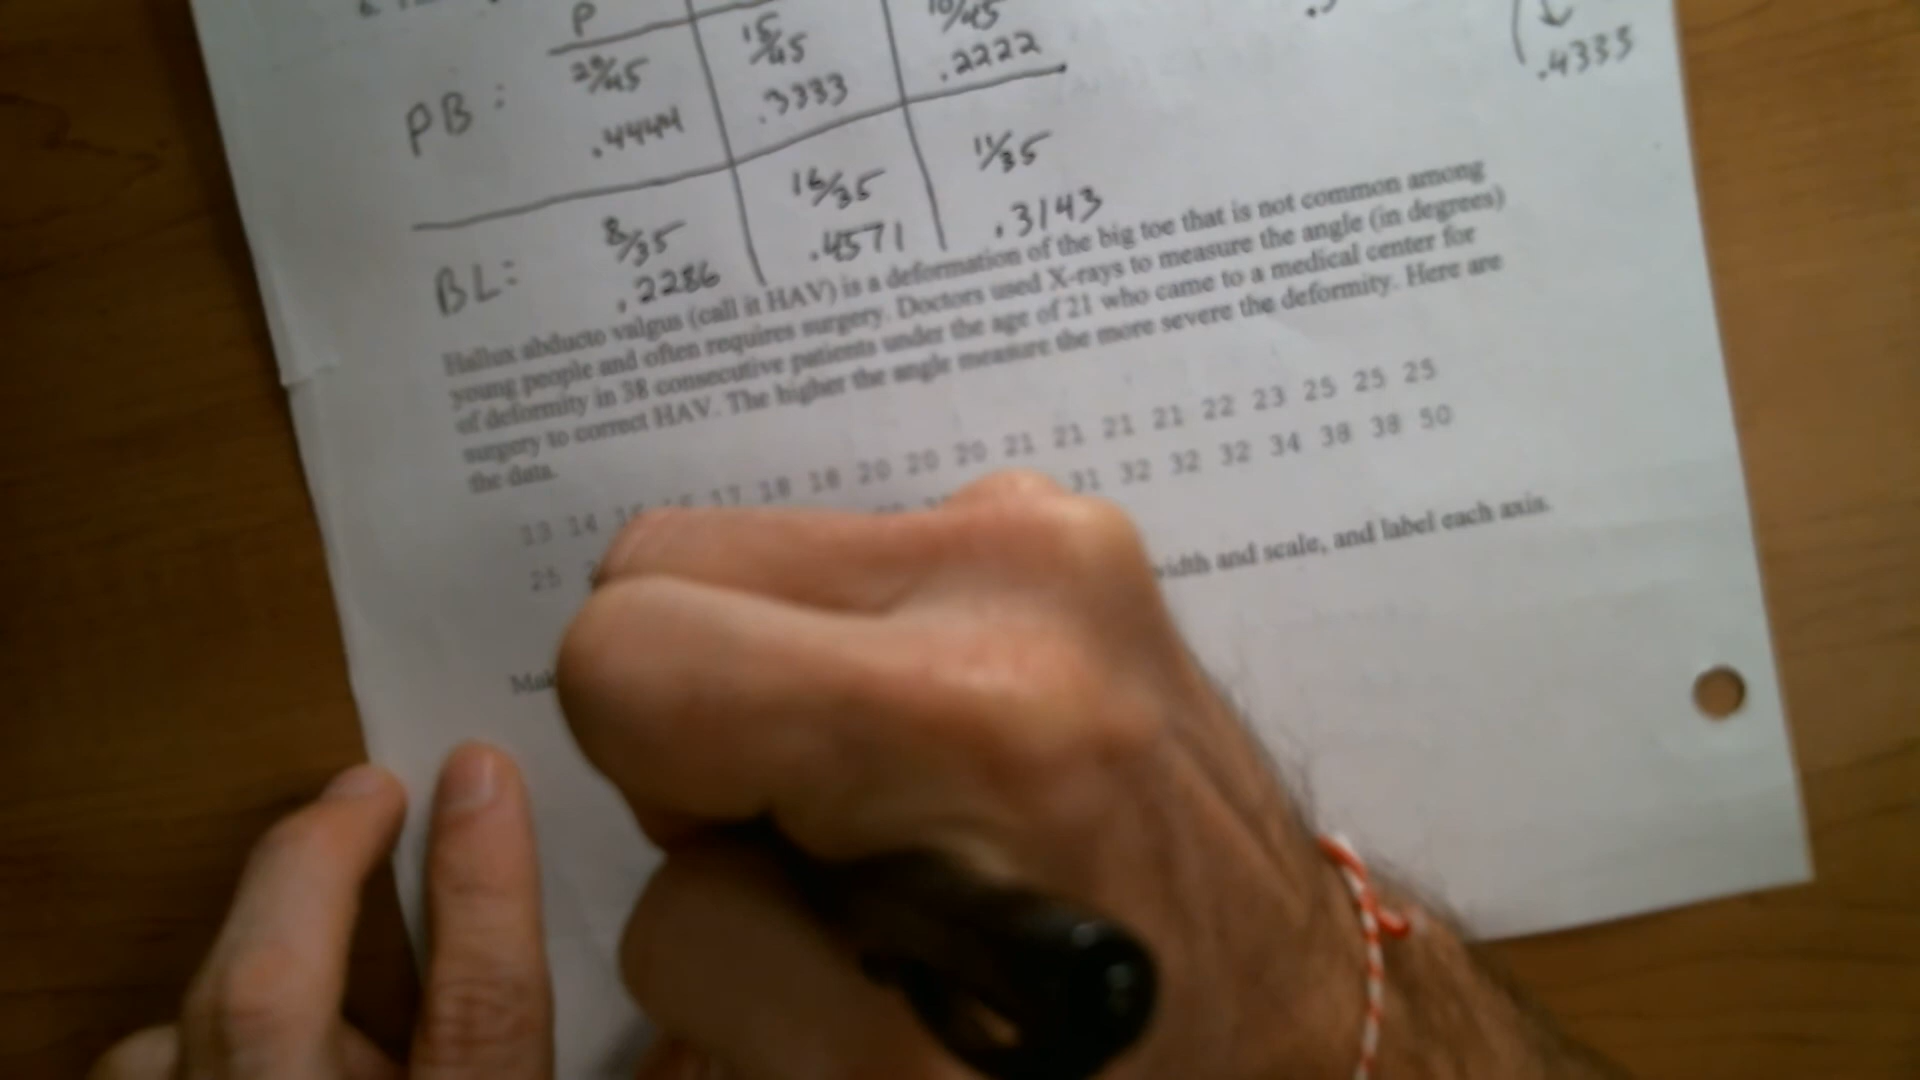 P
PB: 20/45 15/45 10/45
.4444 .3333 .2222
.4335
BL: 8/35 16/35 11/35
.2286 .4571 .3143
Hallux abducto valgus (call it HAV) is a deformation of the big toe that is not common among
young people and often requires surgery. Doctors used X-rays to measure the angle (in degrees)
of deformity in 38 consecutive patients under the age of 21 who came to a medical center for
surgery to correct HAV. The higher the angle measure the more severe the deformity. Here are
the data.
13 14 16 16 17 18 18 20 20 20 21 21 21 21 22 23 25 25 25
25 31 32 32 32 34 38 38 50
width and scale, and label each axis.